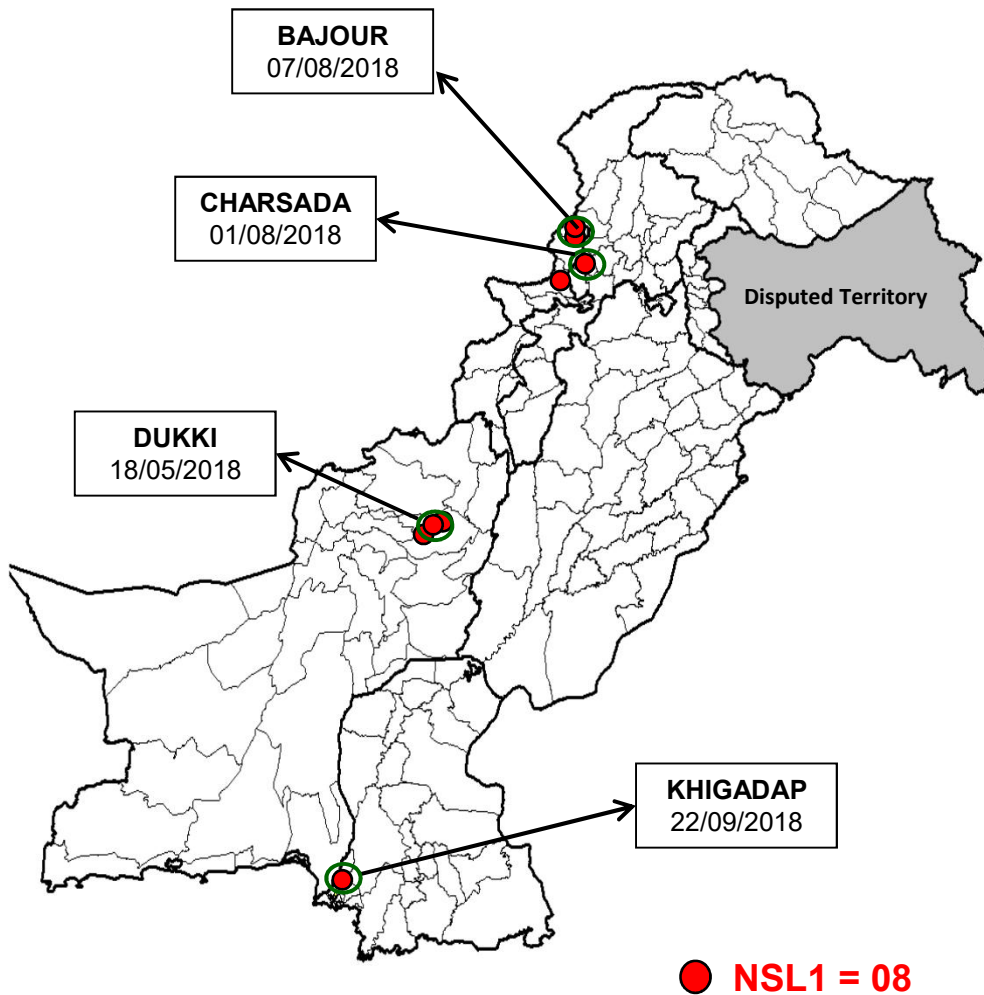 BAJOUR
07/08/2018
CHARSADA
01/08/2018
Disputed Territory
DUKKI
18/05/2018
KHIGADAP
22/09/2018
NSL1 = 08